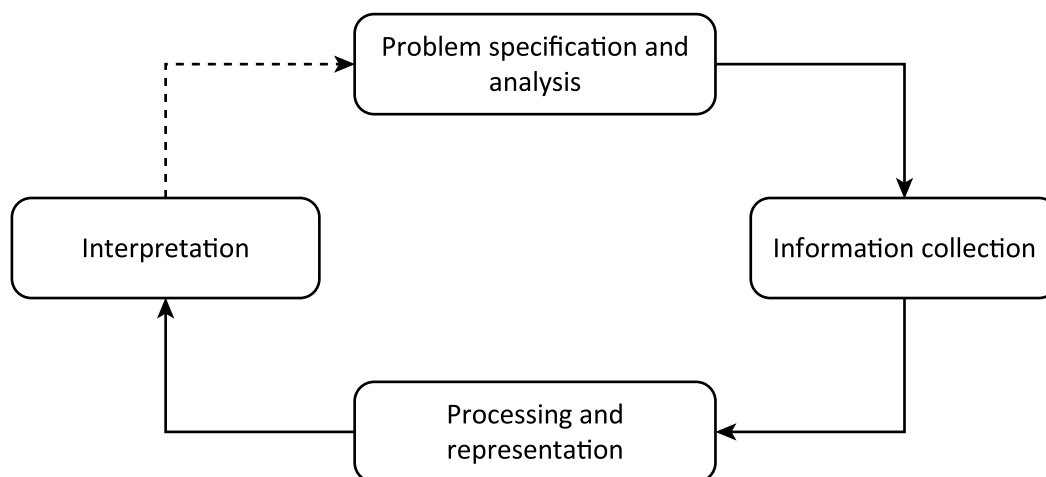 Problem specification and
analysis
Interpretation
Information collection
Processing and
representation